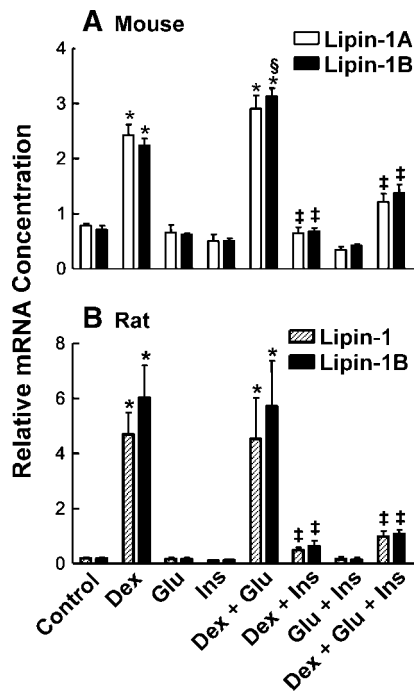 A Mouse
Lipin-1A
Lipin-1B
4
3
2
1
0
* * * § * ‡ ‡ ‡ ‡
Relative mRNA Concentration
B Rat
Lipin-1
Lipin-1B
8
6
4
2
0
* * * * ‡ ‡ ‡ ‡
Control
Dex
Glu
Ins
Dex + Glu
Dex + Ins
Glu + Ins
Dex + Glu + Ins